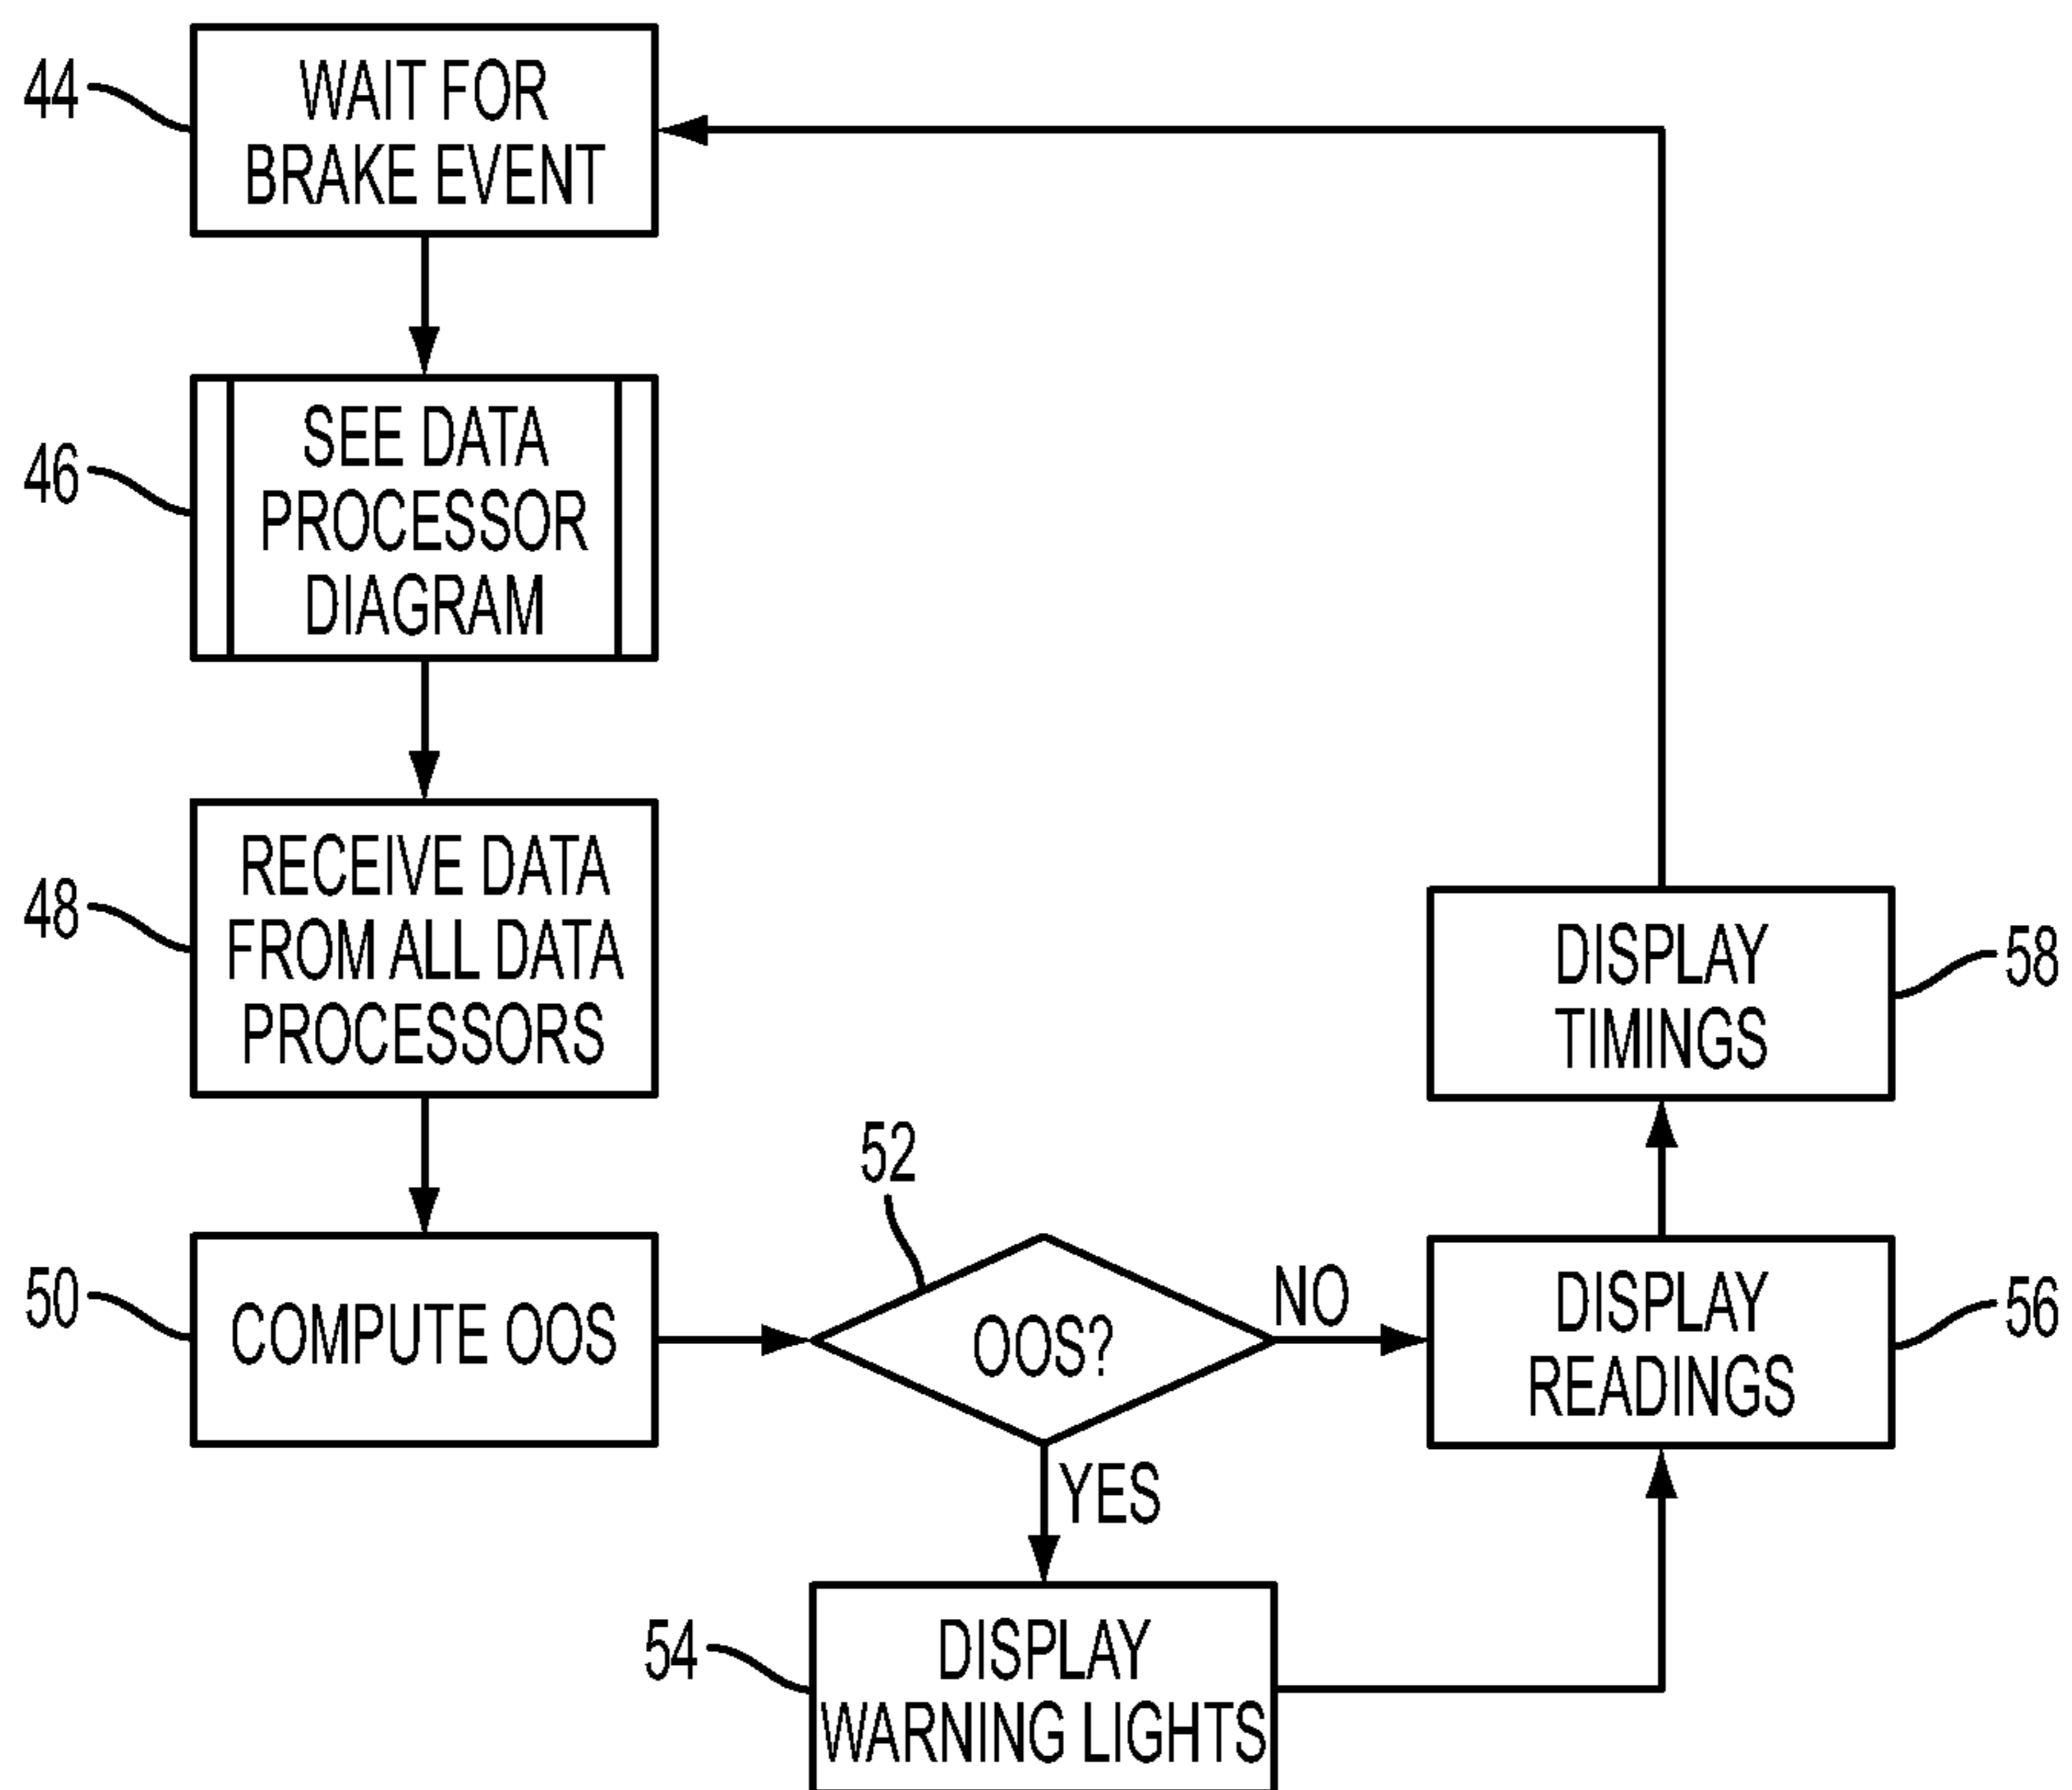 44
WAIT FOR
BRAKE EVENT
46
SEE DATA
PROCESSOR
DIAGRAM
48
RECEIVE DATA
FROM ALL DATA
PROCESSORS
50
COMPUTE OOS
52
OOS?
NO
YES
54
DISPLAY
WARNING LIGHTS
DISPLAY
READINGS
56
DISPLAY
TIMINGS
58